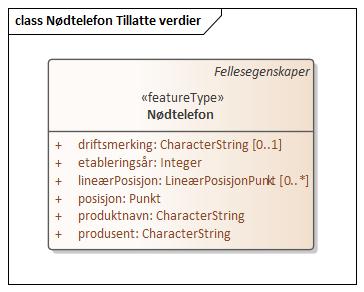 class Nødtelefon Tillatte verdier
Fellesegenskaper
«featureType»
Nødtelefon
+ driftsmerking: CharacterString [0..1]
+ etableringsår: Integer
+ lineærPosisjon: LineærPosisjonPunkt [0..*]
+ posisjon: Punkt
+ produktnavn: CharacterString
+ produsent: CharacterString